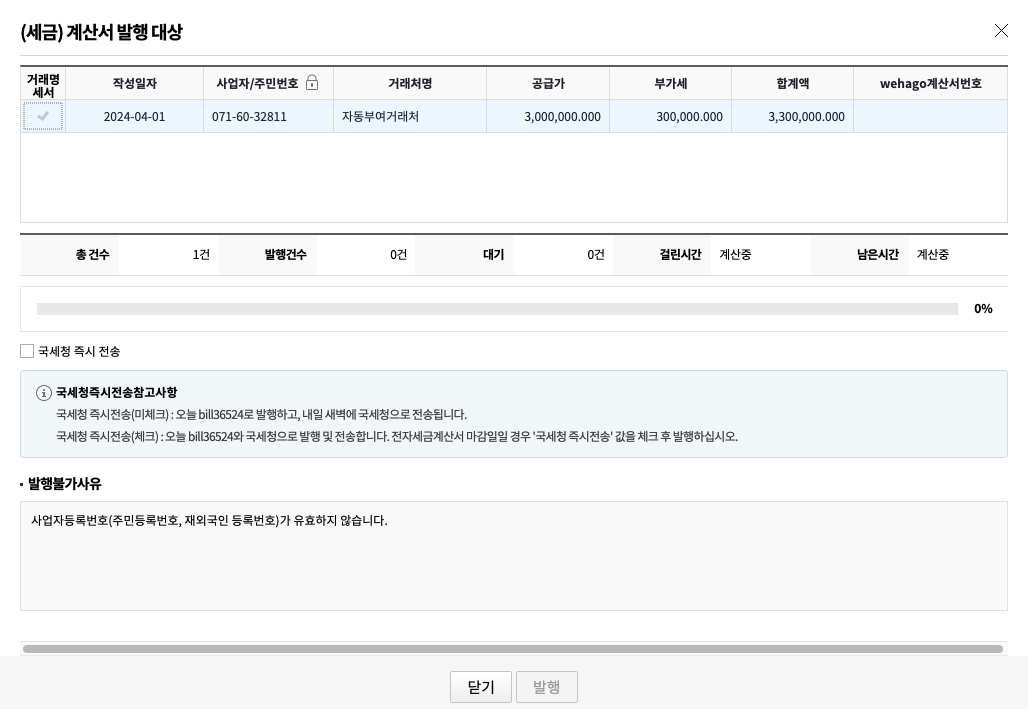 (세금) 계산서 발행 대상
거래명세서 작성일자 사업자/주민번호 거래처명 공급가 부가세 합계액 wehago계산서번호
2024-04-01 071-60-32811 자동부여거래처 3,000,000.000 300,000.000 3,300,000.000
총 건수 1건 발행건수 0건 대기 0건 걸린시간 계산중 남은시간 계산중
0%
국세청 즉시 전송
국세청즉시전송참고사항
국세청 즉시전송(미체크) : 오늘 bill36524로 발행하고, 내일 새벽에 국세청으로 전송됩니다.
국세청 즉시전송(체크) : 오늘 bill36524와 국세청으로 발행 및 전송합니다. 전자세금계산서 마감일일 경우 '국세청 즉시전송' 값을 체크 후 발행하십시오.
발행불가사유
사업자등록번호(주민등록번호, 재외국인 등록번호)가 유효하지 않습니다.
닫기 발행